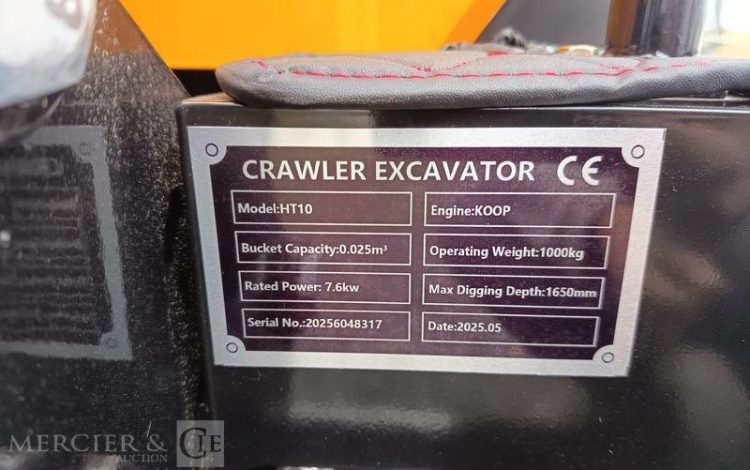 CRAWLER EXCAVATOR CE
Model:HT10
Engine:KOOP
Bucket Capacity:0.025m³
Operating Weight:1000kg
Rated Power: 7.6kw
Max Digging Depth:1650mm
Serial No.:20256048317
Date:2025.05
MERCIER & CIE
AUCTION